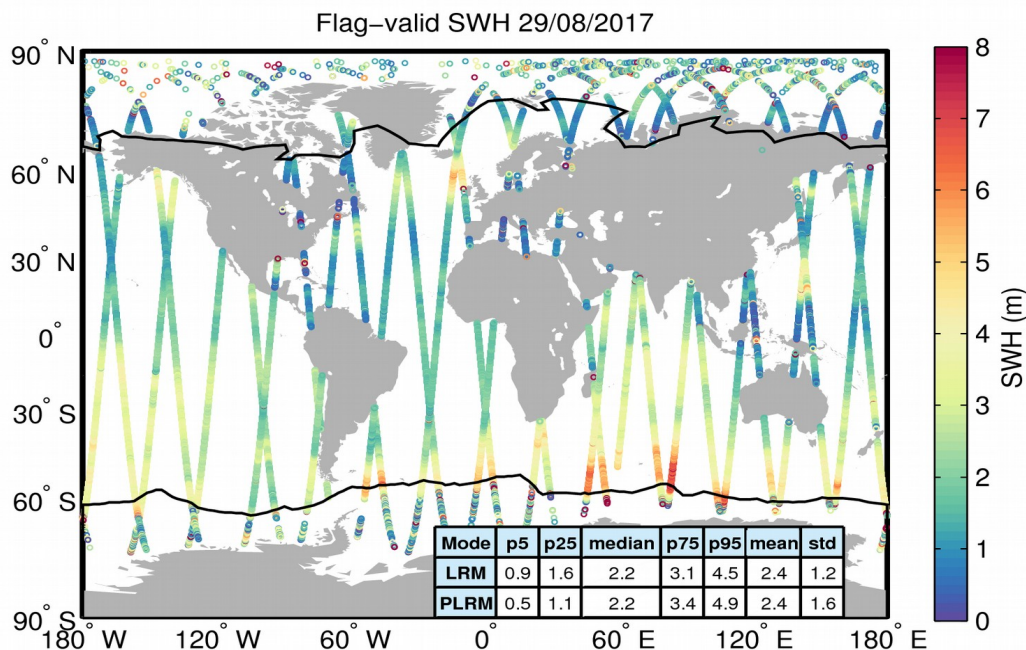 Flag−valid SWH 29/08/2017
90° N
60° N
30° N
0°
30° S
60° S
90° S
180° W
120° W
60° W
0°
60° E
120° E
180° E
8
7
6
5
4
3
2
1
0
SWH (m)
Mode p5 p25 median p75 p95 mean std
LRM 0.9 1.6 2.2 3.1 4.5 2.4 1.2
PLRM 0.5 1.1 2.2 3.4 4.9 2.4 1.6